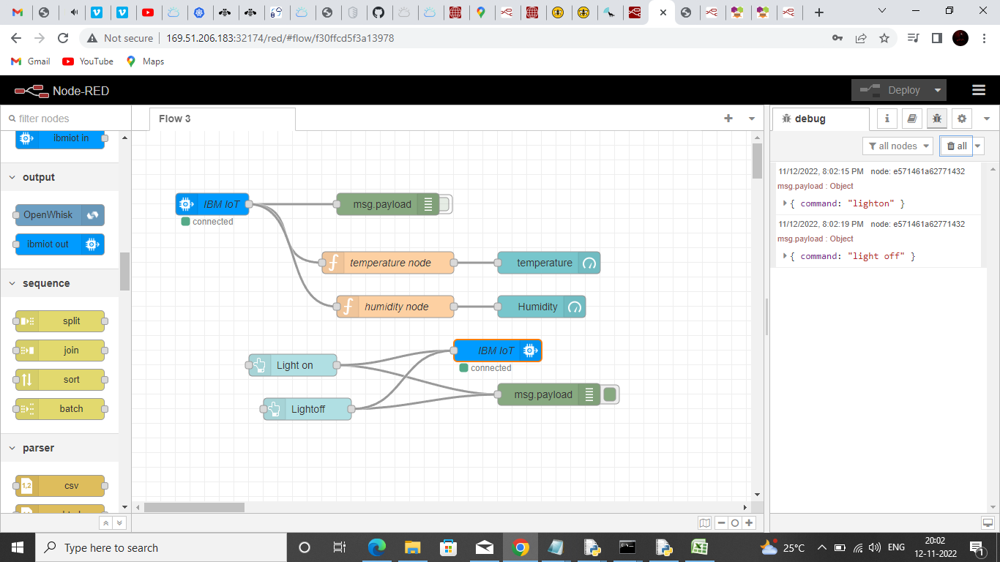 Not secure
169.51.206.183:32174/red/#flow/f30ffcd5f3a13978
Gmail
YouTube
Maps
Node-RED
Deploy
filter nodes
Flow 3
debug
i
ibmiot in
all nodes
all
output
OpenWhisk
ibmiot out
sequence
split
join
sort
batch
parser
1,2
csv
IBM IoT
connected
msg.payload
temperature node
temperature
humidity node
Humidity
IBM IoT
connected
Light on
Lightoff
msg.payload
11/12/2022, 8:02:15 PM node: e571461a62771432
msg.payload : Object
{ command: "lighton" }
11/12/2022, 8:02:19 PM node: e571461a62771432
msg.payload : Object
{ command: "light off" }
Type here to search
25°C
ENG
20:02
12-11-2022
1